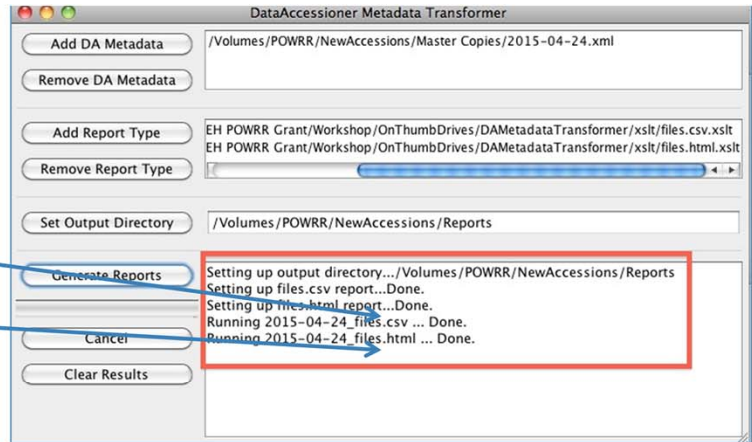 DataAccessioner Metadata Transformer
Add DA Metadata
/Volumes/POWRR/NewAccessions/Master Copies/2015-04-24.xml
Remove DA Metadata
Add Report Type
EH POWRR Grant/Workshop/OnThumbDrives/DAMetadataTransformer/xslt/files.csv.xslt
EH POWRR Grant/Workshop/OnThumbDrives/DAMetadataTransformer/xslt/files.html.xslt
Remove Report Type
Set Output Directory
/Volumes/POWRR/NewAccessions/Reports
Generate Reports
Setting up output directory.../Volumes/POWRR/NewAccessions/Reports
Setting up files.csv report...Done.
Setting up files.html report...Done.
Running 2015-04-24_files.csv ... Done.
Cancel
Running 2015-04-24_files.html ... Done.
Clear Results